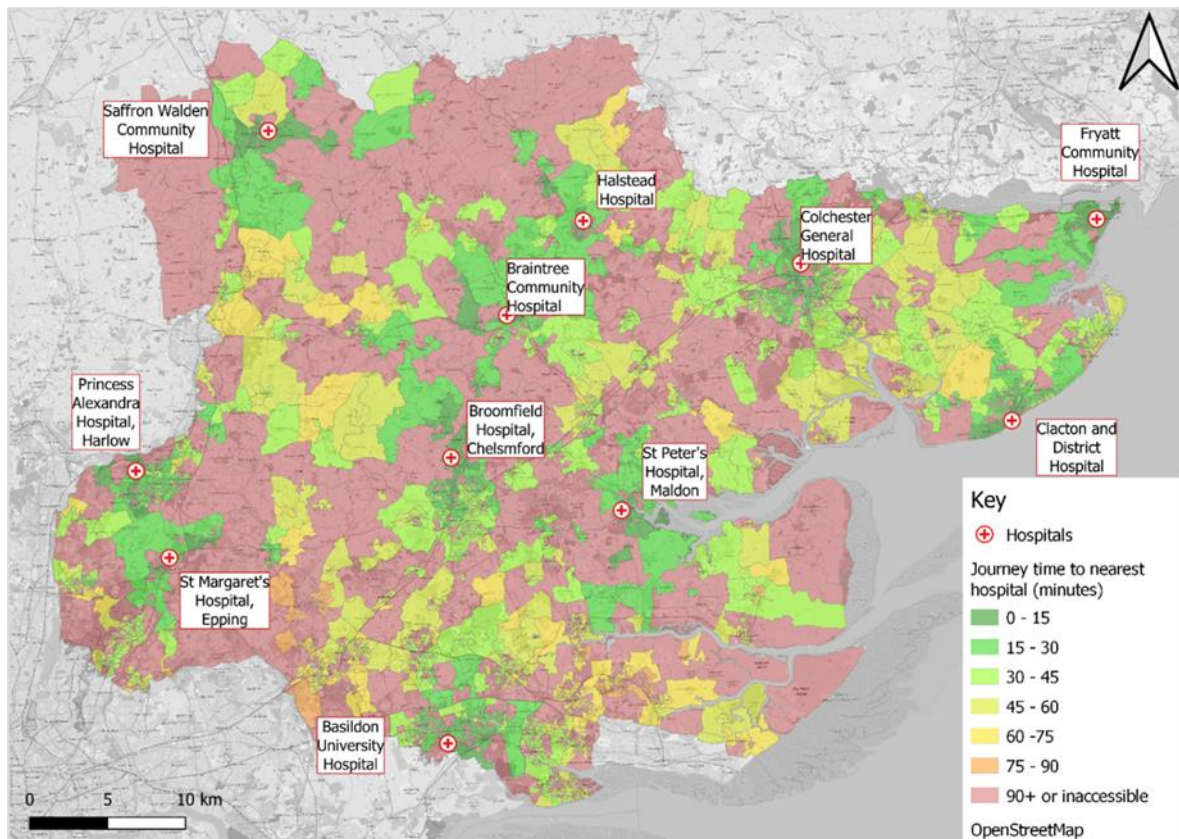 Saffron Walden
Community
Hospital
Fryatt
Community
Hospital
Halstead
Hospital
Colchester
General
Hospital
Braintree
Community
Hospital
Princess
Alexandra
Hospital,
Harlow
Broomfield
Hospital,
Chelsmford
St Peter's
Hospital,
Maldon
Clacton and
District
Hospital
St Margaret's
Hospital,
Epping
Basildon
University
Hospital
0 5 10 km
Key
Hospitals
Journey time to nearest
hospital (minutes)
0 - 15
15 - 30
30 - 45
45 - 60
60 -75
75 - 90
90+ or inaccessible
OpenStreetMap